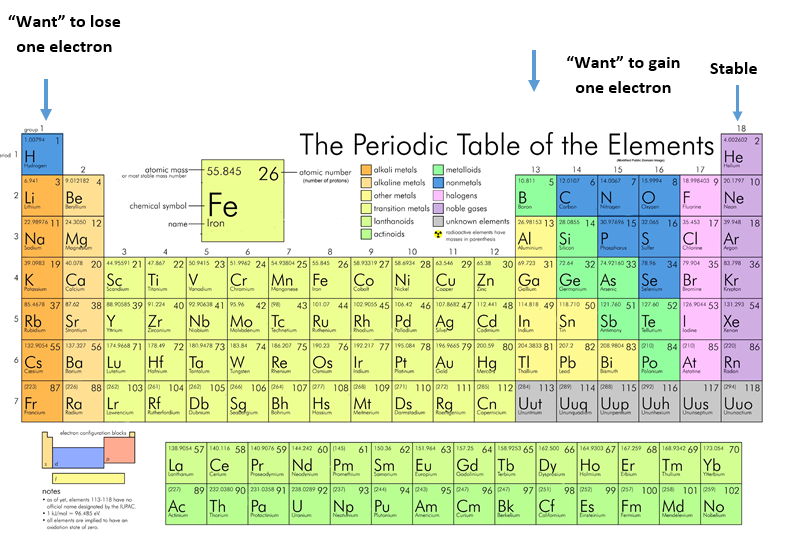 “Want” to lose
one electron
“Want” to gain
one electron
Stable
The Periodic Table of the Elements
(Modified Public Domain Image)
group 1
18
1.00794 1
H
Hydrogen
4.002602 2
He
Helium
atomic mass
or most stable mass number
chemical symbol
name
55.845 26
Fe
Iron
atomic number
(number of protons)
alkali metals
alkaline metals
other metals
transition metals
lanthanoids
actinoids
metalloids
nonmetals
halogens
noble gases
unknown elements
radioactive elements have
masses in parenthesis
2
13 14 15 16 17
2
6.941 3
Li
Lithium
9.012182 4
Be
Beryllium
10.811 5
B
Boron
12.0107 6
C
Carbon
14.0067 7
N
Nitrogen
15.9994 8
O
Oxygen
18.998403 9
F
Fluorine
20.1797 10
Ne
Neon
3
22.98976 11
Na
Sodium
24.3050 12
Mg
Magnesium
3 4 5 6 7 8 9 10 11 12
26.98153 13
Al
Aluminium
28.0855 14
Si
Silicon
30.97696 15
P
Phosphorus
32.065 16
S
Sulfur
35.453 17
Cl
Chlorine
39.948 18
Ar
Argon
4
39.0983 19
K
Potassium
40.078 20
Ca
Calcium
44.95591 21
Sc
Scandium
47.867 22
Ti
Titanium
50.9415 23
V
Vanadium
51.9962 24
Cr
Chromium
54.93804 25
Mn
Manganese
55.845 26
Fe
Iron
58.93319 27
Co
Cobalt
58.6934 28
Ni
Nickel
63.546 29
Cu
Copper
65.38 30
Zn
Zinc
69.723 31
Ga
Gallium
72.64 32
Ge
Germanium
74.92160 33
As
Arsenic
78.96 34
Se
Selenium
79.904 35
Br
Bromine
83.798 36
Kr
Krypton
5
85.4678 37
Rb
Rubidium
87.62 38
Sr
Strontium
88.90585 39
Y
Yttrium
91.224 40
Zr
Zirconium
92.90638 41
Nb
Niobium
95.96 42
Mo
Molybdenum
(98) 43
Tc
Technetium
101.07 44
Ru
Ruthenium
102.9055 45
Rh
Rhodium
106.42 46
Pd
Palladium
107.8682 47
Ag
Silver
112.441 48
Cd
Cadmium
114.818 49
In
Indium
118.710 50
Sn
Tin
121.760 51
Sb
Antimony
127.60 52
Te
Tellurium
126.9044 53
I
Iodine
131.293 54
Xe
Xenon
6
132.9054 55
Cs
Caesium
137.327 56
Ba
Barium
174.9668 71
Lu
Lutetium
178.49 72
Hf
Hafnium
180.9478 73
Ta
Tantalum
183.84 74
W
Tungsten
186.207 75
Re
Rhenium
190.23 76
Os
Osmium
192.217 77
Ir
Iridium
195.084 78
Pt
Platinum
196.9665 79
Au
Gold
200.59 80
Hg
Mercury
204.3833 81
Tl
Thallium
207.2 82
Pb
Lead
208.9804 83
Bi
Bismuth
(210) 84
Po
Polonium
(210) 85
At
Astatine
(220) 86
Rn
Radon
7
(223) 87
Fr
Francium
(226) 88
Ra
Radium
(262) 103
Lr
Lawrencium
(261) 104
Rf
Rutherfordium
(262) 105
Db
Dubnium
(266) 106
Sg
Seaborgium
(264) 107
Bh
Bohrium
(277) 108
Hs
Hassium
(268) 109
Mt
Meitnerium
(271) 110
Ds
Darmstadtium
(272) 111
Rg
Roentgenium
(285) 112
Cn
Copernicium
(284) 113
Uut
Ununtrium
(289) 114
Uuq
Ununquadium
(288) 115
Uup
Ununpentium
(292) 116
Uuh
Ununhexium
117
Uus
Ununseptium
(294) 118
Uuo
Ununoctium
electron configuration blocks
s
d
p
f
notes
• as of yet, elements 113-118 have no
official name designated by the IUPAC.
• 1 kJ/mol ≈ 96.485 eV.
• all elements are implied to have an
oxidation state of zero.
138.9054 57
La
Lanthanum
140.116 58
Ce
Cerium
140.9076 59
Pr
Praseodymium
144.242 60
Nd
Neodymium
(145) 61
Pm
Promethium
150.36 62
Sm
Samarium
151.964 63
Eu
Europium
157.25 64
Gd
Gadolinium
158.9253 65
Tb
Terbium
162.500 66
Dy
Dysprosium
164.9303 67
Ho
Holmium
167.259 68
Er
Erbium
168.9342 69
Tm
Thulium
173.054 70
Yb
Ytterbium
(227) 89
Ac
Actinium
232.0380 90
Th
Thorium
231.0358 91
Pa
Protactinium
238.0289 92
U
Uranium
(237) 93
Np
Neptunium
(244) 94
Pu
Plutonium
(243) 95
Am
Americium
(247) 96
Cm
Curium
(247) 97
Bk
Berkelium
(251) 98
Cf
Californium
(252) 99
Es
Einsteinium
(257) 100
Fm
Fermium
(258) 101
Md
Mendelevium
(259) 102
No
Nobelium